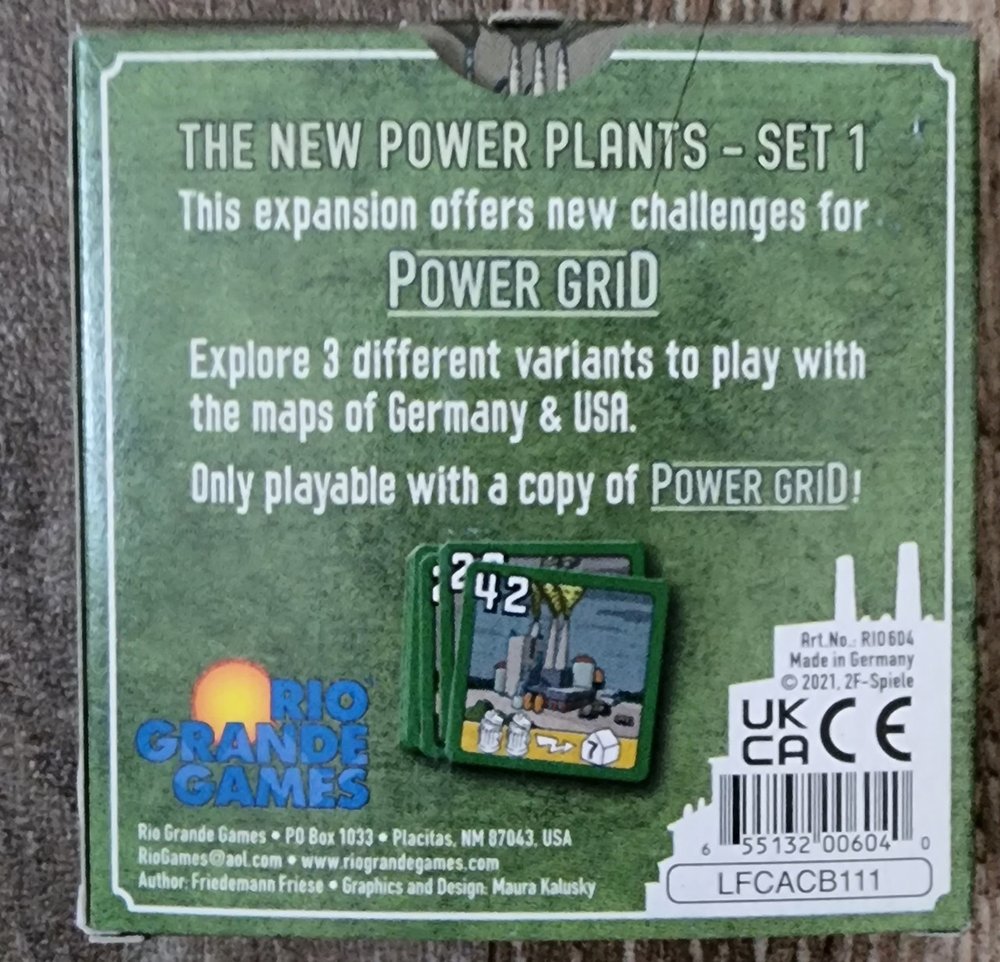 THE NEW POWER PLANTS – SET 1
This expansion offers new challenges for
POWER GRID
Explore 3 different variants to play with
the maps of Germany & USA.
Only playable with a copy of POWER GRID!
42
7
RIO
GRANDE
GAMES
Art.No.: RIO604
Made in Germany
© 2021, 2F-Spiele
UK
CA CE
6 55132 00604 0
LFCACB111
Rio Grande Games • PO Box 1033 • Placitas, NM 87043, USA
RioGames@aol.com • www.riograndegames.com
Author: Friedemann Friese • Graphics and Design: Maura Kalusky